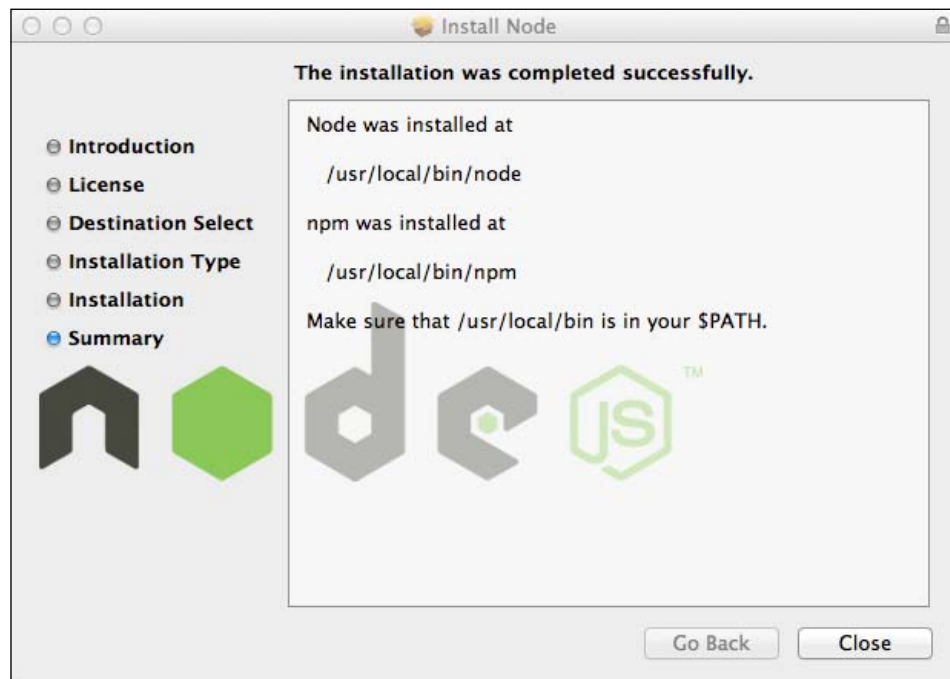 Install Node
The installation was completed successfully.
Introduction
License
Destination Select
Installation Type
Installation
Summary
Node was installed at
/usr/local/bin/node
npm was installed at
/usr/local/bin/npm
Make sure that /usr/local/bin is in your $PATH.
node
JS
TM
Go Back
Close